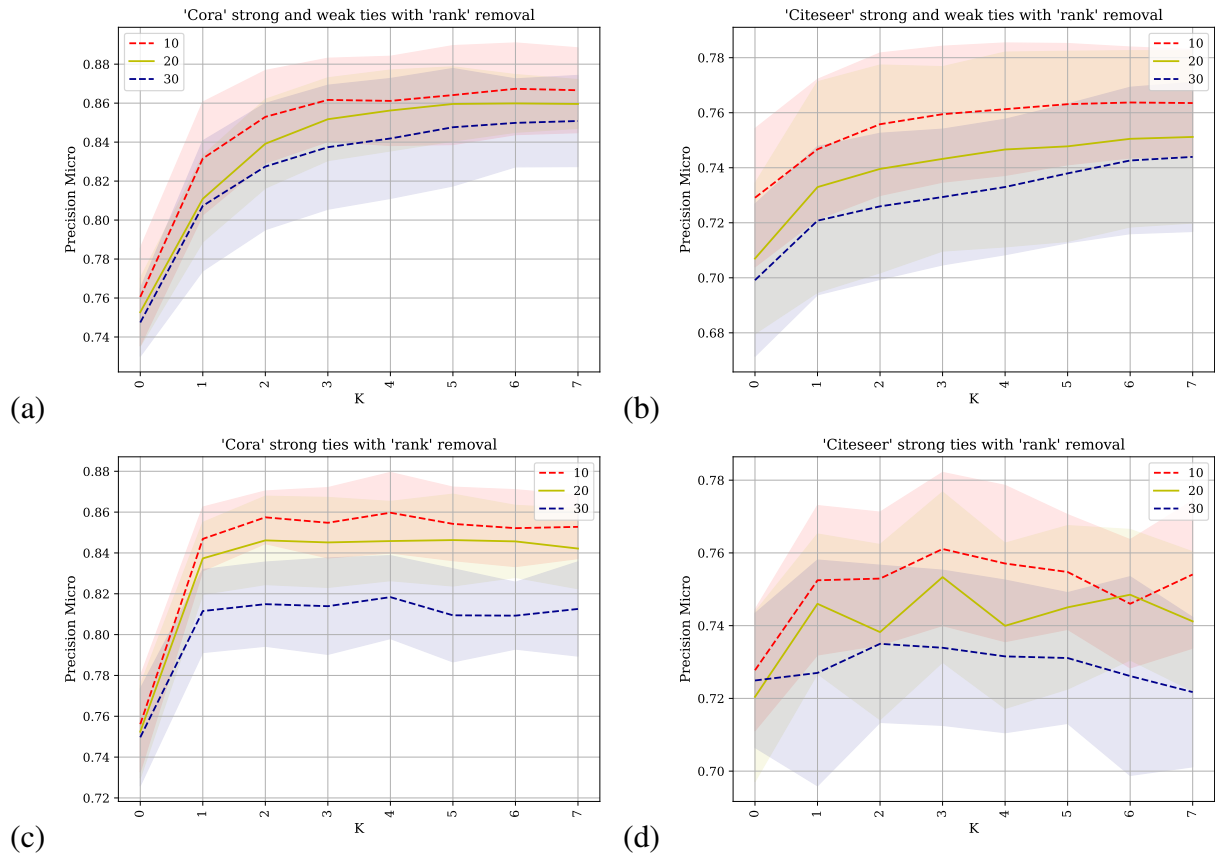 'Cora' strong and weak ties with 'rank' removal
10
20
30
0.88
0.86
0.84
0.82
0.80
0.78
0.76
0.74
Precision Micro
0 1 2 3 4 5 6 7
K
(a)
'Citeseer' strong and weak ties with 'rank' removal
10
20
30
0.78
0.76
0.74
0.72
0.70
0.68
Precision Micro
0 1 2 3 4 5 6 7
K
(b)
'Cora' strong ties with 'rank' removal
10
20
30
0.88
0.86
0.84
0.82
0.80
0.78
0.76
0.74
0.72
Precision Micro
0 1 2 3 4 5 6 7
K
(c)
'Citeseer' strong ties with 'rank' removal
10
20
30
0.78
0.76
0.74
0.72
0.70
Precision Micro
0 1 2 3 4 5 6 7
K
(d)